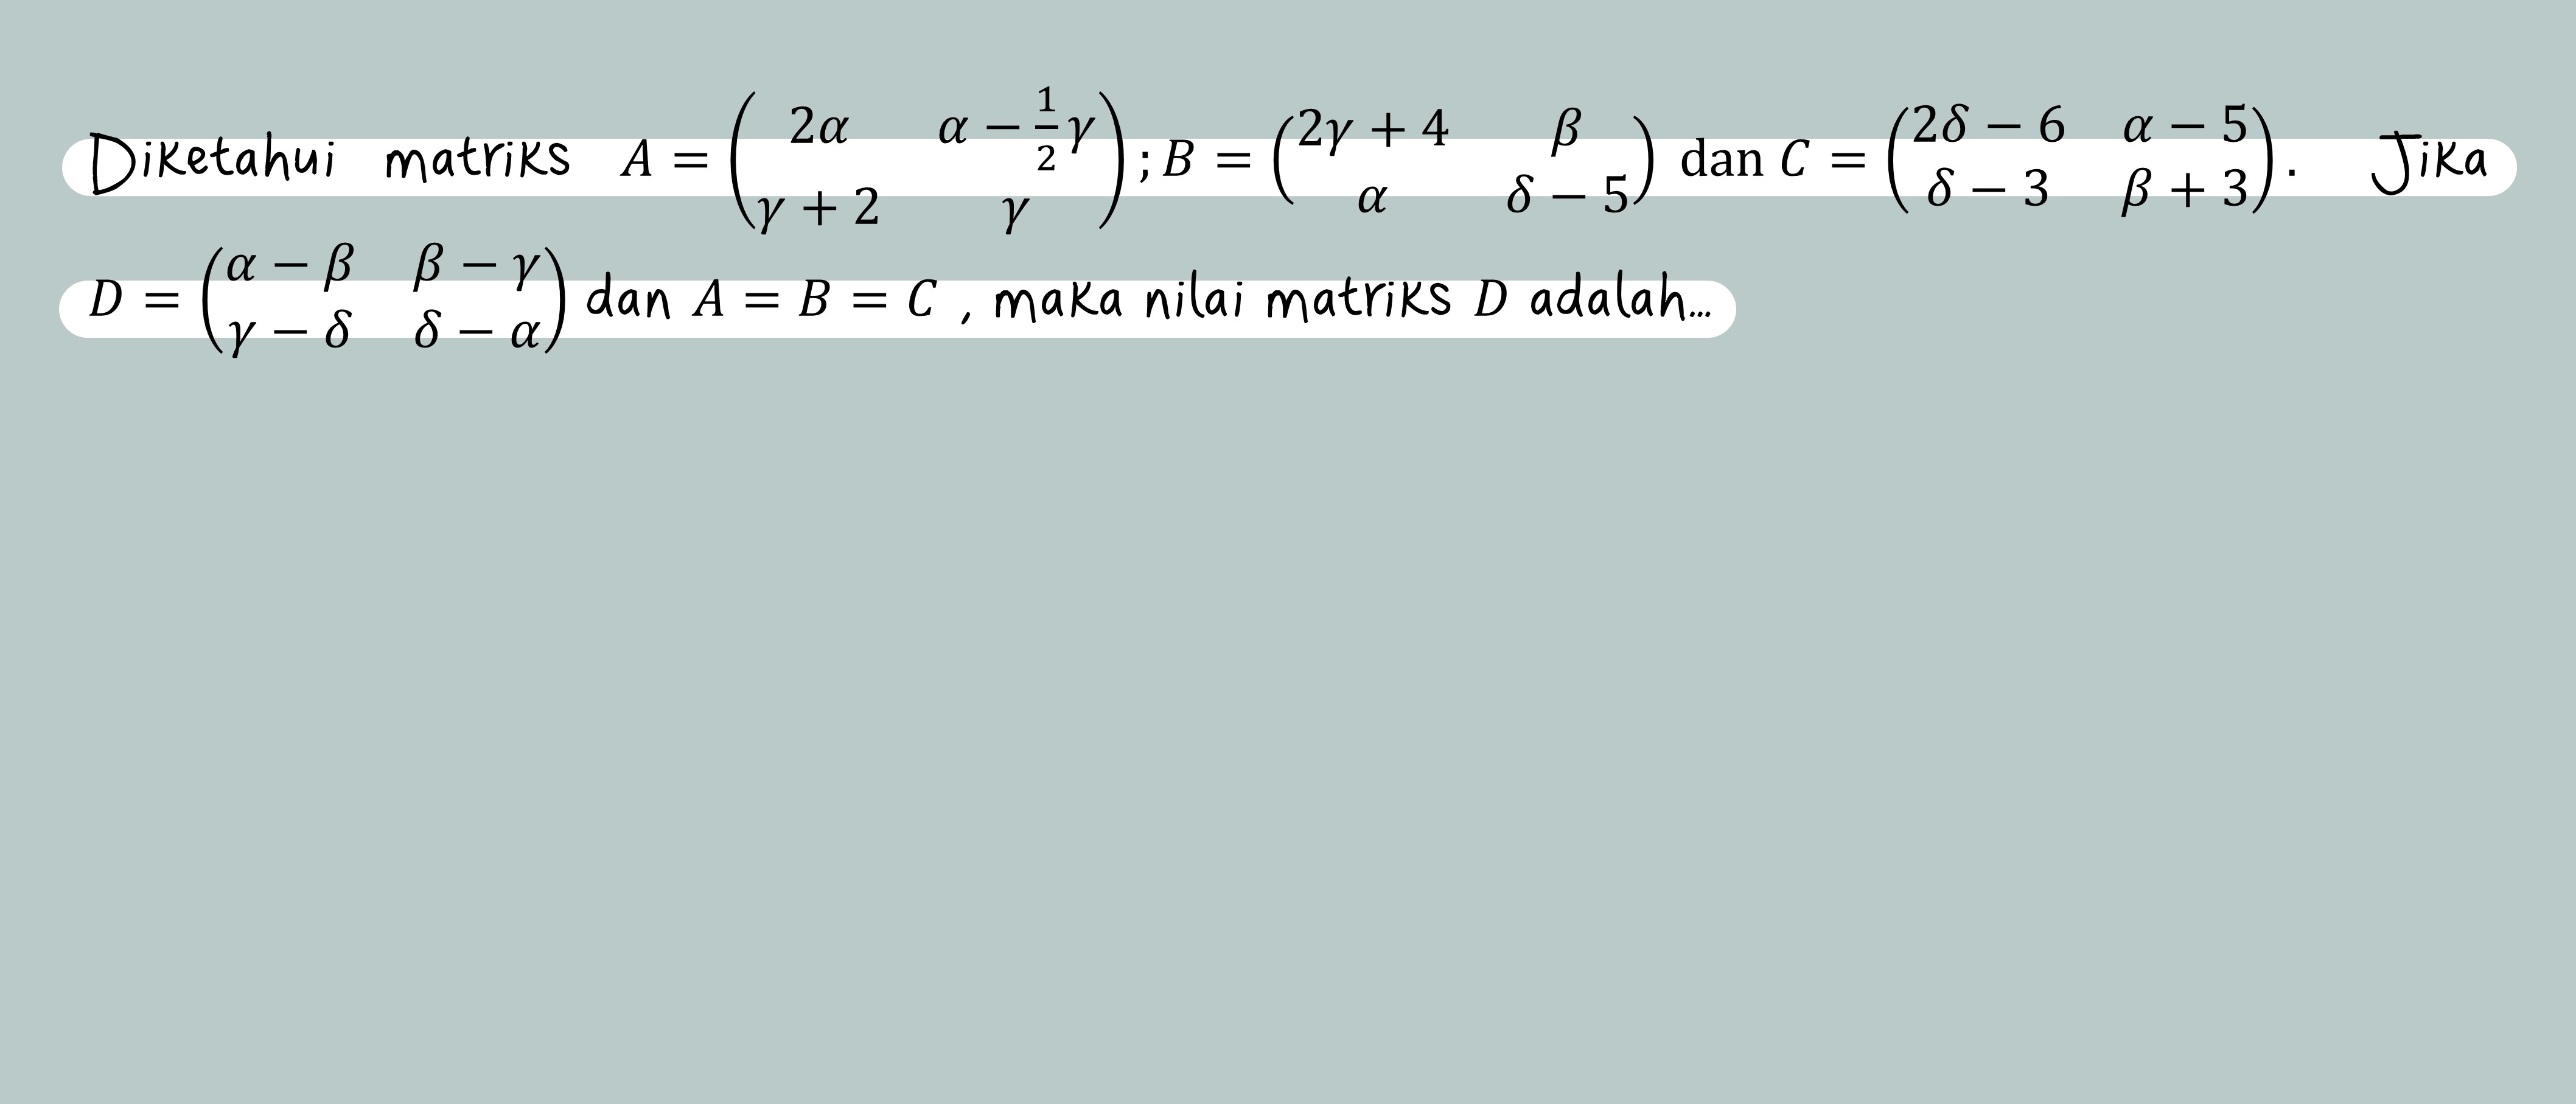 Diketahui matriks $A = \begin{pmatrix} 2\alpha & \alpha - \frac{1}{2}\gamma \\ \gamma + 2 & \gamma \end{pmatrix}; B = \begin{pmatrix} 2\gamma + 4 & \beta \\ \alpha & \delta - 5 \end{pmatrix}$ dan $C = \begin{pmatrix} 2\delta - 6 & \alpha - 5 \\ \delta - 3 & \beta + 3 \end{pmatrix}$. Jika
$D = \begin{pmatrix} \alpha - \beta & \beta - \gamma \\ \gamma - \delta & \delta - \alpha \end{pmatrix}$ dan $A = B = C$ , maka nilai matriks $D$ adalah...